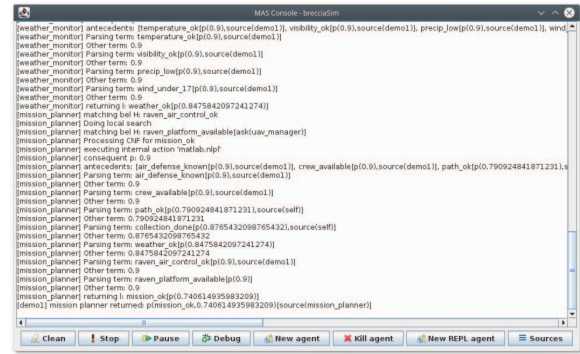 MAS Console - brecciaSim
[weather_monitor] antecedents: [temperature_ok[p(0.9),source(demo1)], visibility_ok[p(0.9),source(demo1)], precip_low[p(0.9),source(demo1)], wind_
[weather_monitor] Parsing term: temperature_ok[p(0.9),source(demo1)]
[weather_monitor] Other term: 0.9
[weather_monitor] Parsing term: visibility_ok[p(0.9),source(demo1)]
[weather_monitor] Other term: 0.9
[weather_monitor] Parsing term: precip_low[p(0.9),source(demo1)]
[weather_monitor] Other term: 0.9
[weather_monitor] Parsing term: wind_under_17[p(0.9),source(demo1)]
[weather_monitor] Other term: 0.9
[weather_monitor] returning l: weather_ok[p(0.8475842097241274)]
[mission_planner] matching bel H: raven_air_control_ok
[mission_planner] Doing local search
[mission_planner] matching bel H: raven_platform_available[ask(uav_manager)]
[mission_planner] Processing CNF for mission_ok
[mission_planner] executing internal action 'matlab.nlpl'
[mission_planner] consequent p: 0.9
[mission_planner] antecedents: [air_defense_known[p(0.9),source(demo1)], crew_available[p(0.9),source(demo1)], path_ok[p(0.790924841871231),s
[mission_planner] Parsing term: air_defense_known[p(0.9),source(demo1)]
[mission_planner] Other term: 0.9
[mission_planner] Parsing term: crew_available[p(0.9),source(demo1)]
[mission_planner] Other term: 0.9
[mission_planner] Parsing term: path_ok[p(0.790924841871231),source(self)]
[mission_planner] Other term: 0.790924841871231
[mission_planner] Parsing term: collection_done[p(0.8765432098765432),source(self)]
[mission_planner] Other term: 0.8765432098765432
[mission_planner] Parsing term: weather_ok[p(0.8475842097241274)]
[mission_planner] Other term: 0.8475842097241274
[mission_planner] Parsing term: raven_air_control_ok[p(0.9),source(demo1)]
[mission_planner] Other term: 0.9
[mission_planner] Parsing term: raven_platform_available[p(0.9)]
[mission_planner] Other term: 0.9
[mission_planner] returning l: mission_ok[p(0.740614935983209)]
[demo1] mission planner returned: p(mission_ok,0.740614935983209)[source(mission_planner)]
Clean Stop Pause Debug New agent Kill agent New REPL agent Sources